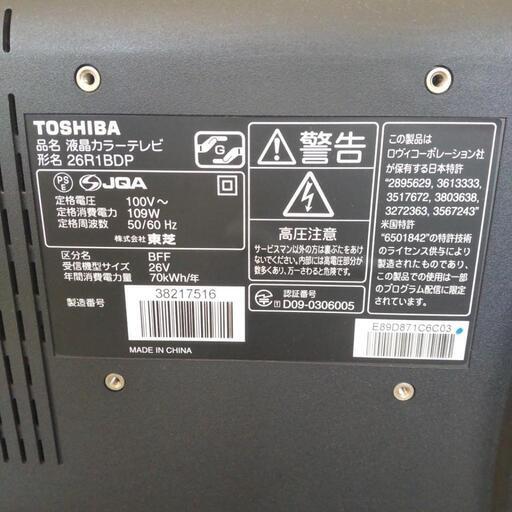 TOSHIBA
品名 液晶カラーテレビ
形名 26R1BDP
G
PS
E
JQA
定格電圧 100V～
定格消費電力 109W
定格周波数 50/60 Hz
株式会社 東芝
区分名 BFF
受信機型サイズ 26V
年間消費電力量 70kWh/年
製造番号
38217516
MADE IN CHINA
警告
高圧注意
サービスマン以外の方は裏ぶたをあけ
ないでください。内部には高電圧部分が
数多くあり、万一さわると危険です。
認証番号
D09-0306005
この製品は
ロヴィコーポレーション社
が保有する日本特許
"2895629, 3613333,
3517672, 3803638,
3272363, 3567243"
米国特許
"6501842"の特許技術
のライセンス供与により
製造されたものです。
この製品での使用は一部
のプログラム配信に限定
されています。
E89D871C6C03